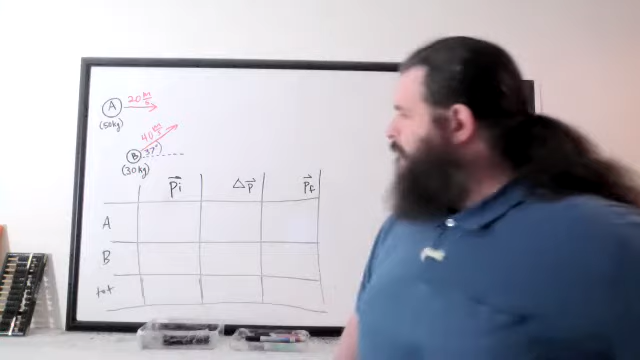 A 20 m/s
(50kg)
40 m/s
B 37°
(30kg)
p⃗i Δp⃗ p⃗f
A
B
tot